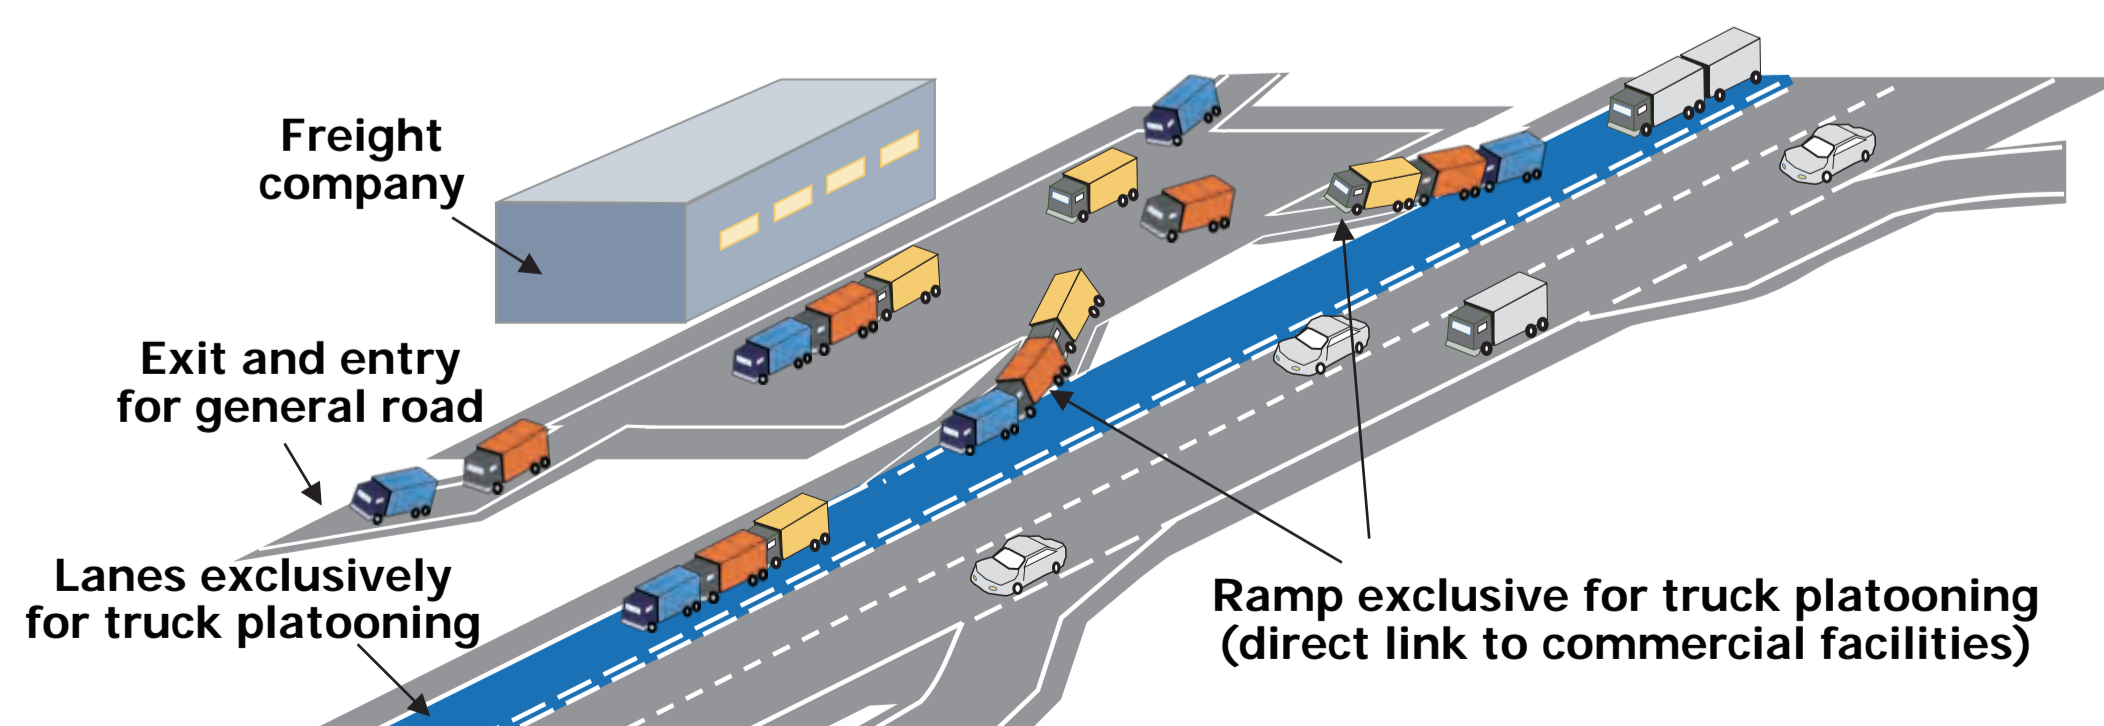 Freight
company
Exit and entry
for general road
Lanes exclusively
for truck platooning
Ramp exclusive for truck platooning
(direct link to commercial facilities)